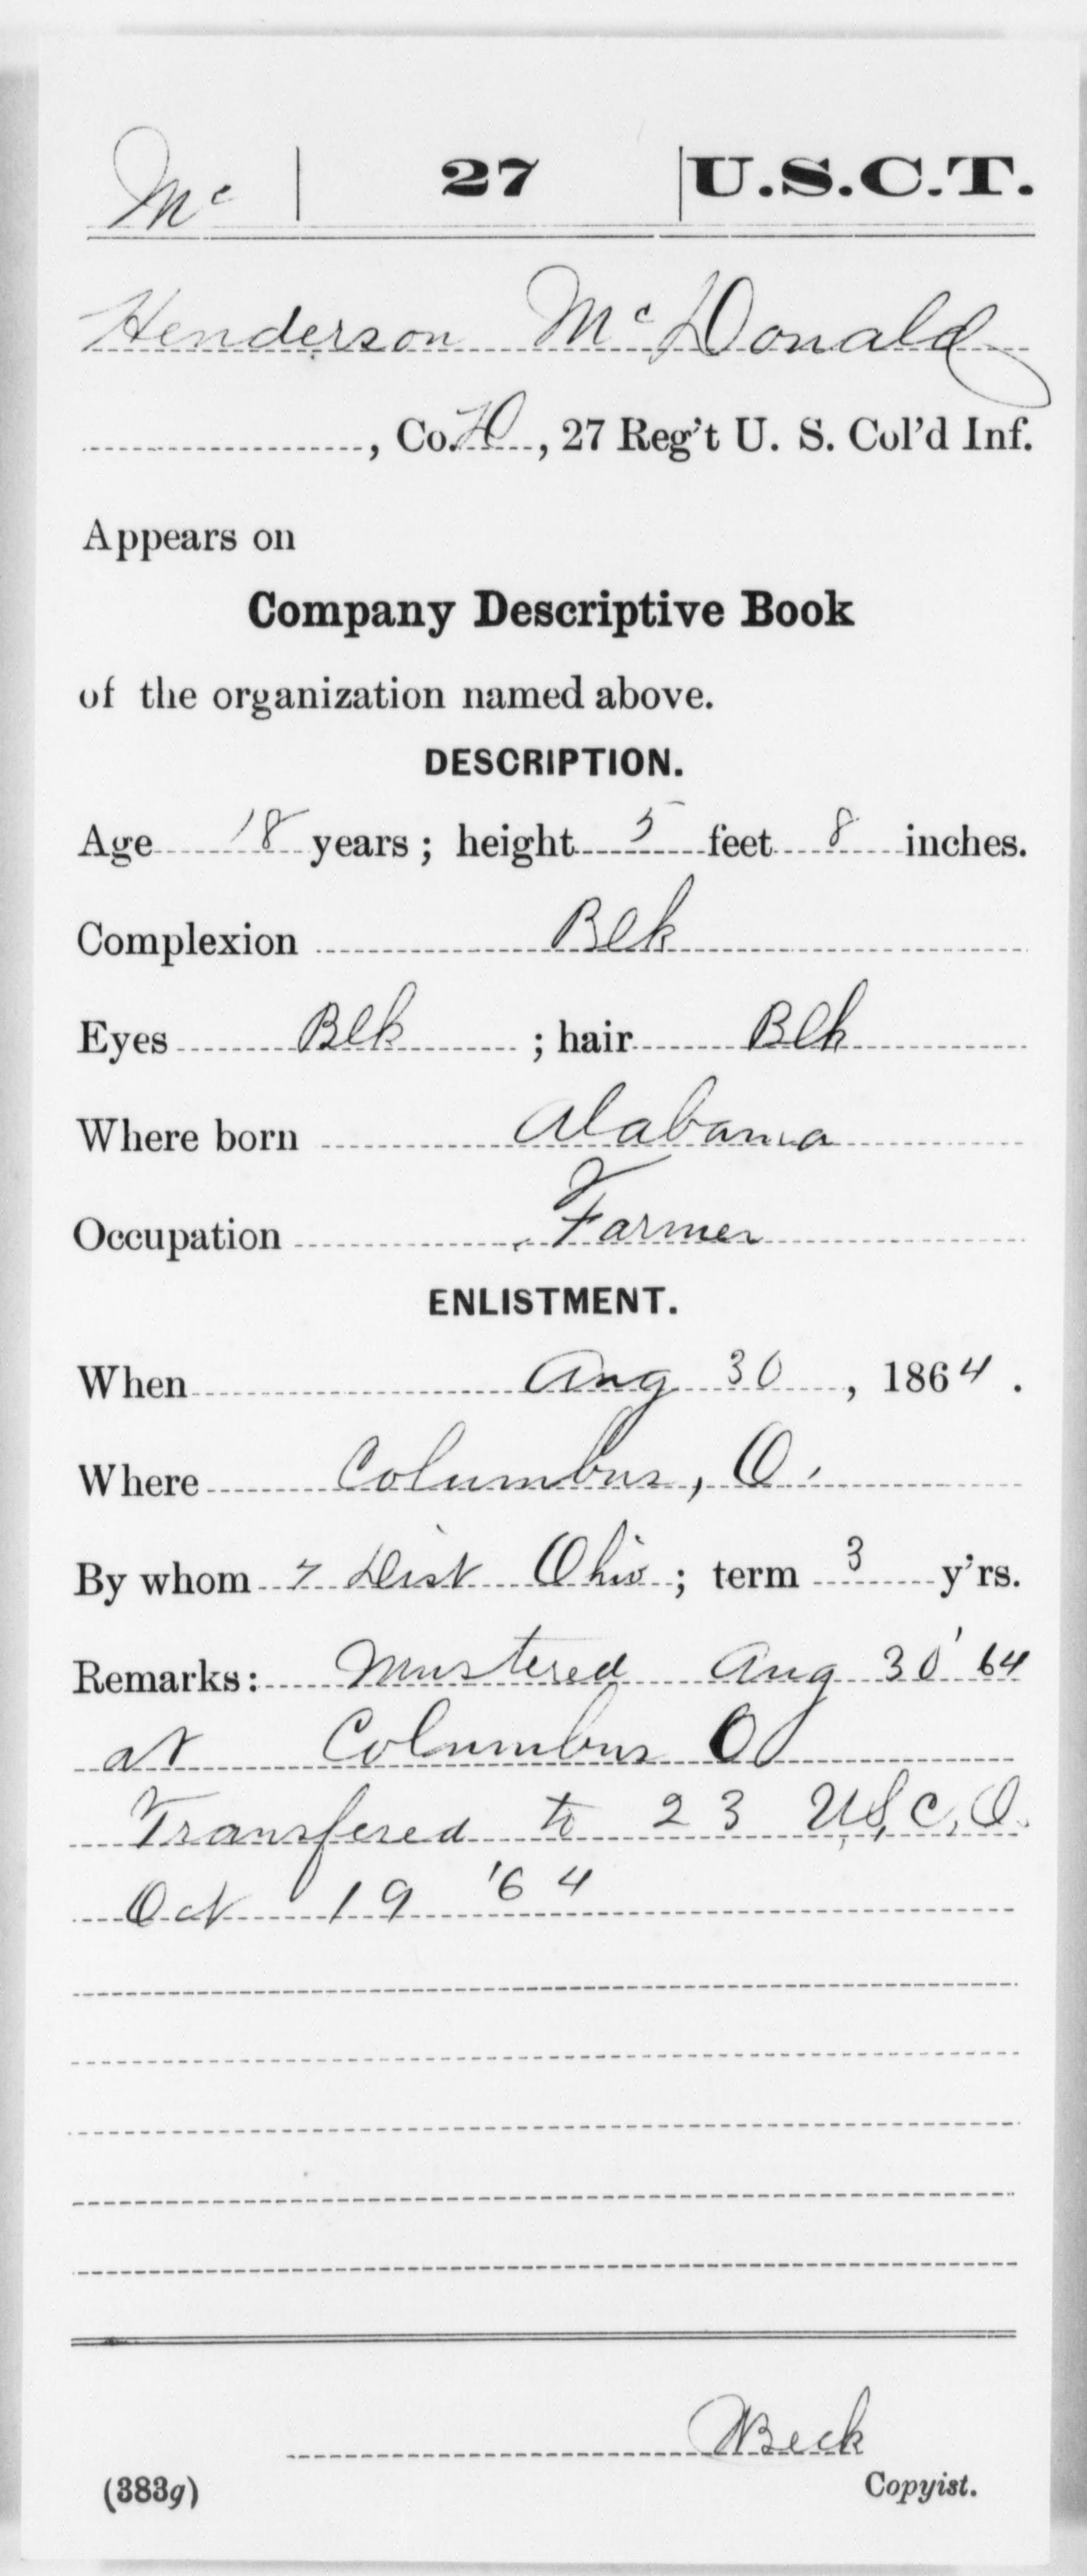 Mc | 27 | U.S.C.T.
Henderson McDonald
, Co. H, 27 Reg't U. S. Col'd Inf.
Appears on
Company Descriptive Book
of the organization named above.
DESCRIPTION.
Age 18 years; height 5 feet 8 inches.
Complexion Blk
Eyes Blk; hair Blk
Where born Alabama
Occupation Farmer
ENLISTMENT.
When Aug 30, 1864.
Where Columbus, O.
By whom 7 Dist Ohio; term 3 y'rs.
Remarks: Mustered Aug 30 '64
at Columbus O
Transfered to 23 U.S.C.
Oct 19 '64
Beck
(383g) Copyist.